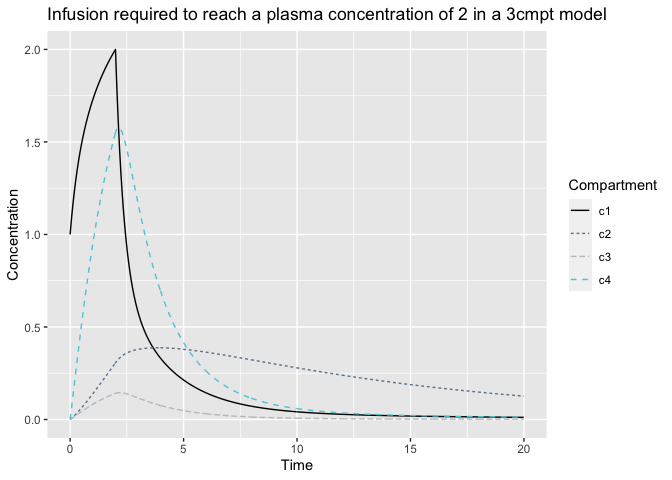 Infusion required to reach a plasma concentration of 2 in a 3cmpt model
2.0
1.5
1.0
0.5
0.0
Concentration
0 5 10 15 20
Time
Compartment
c1
c2
c3
c4